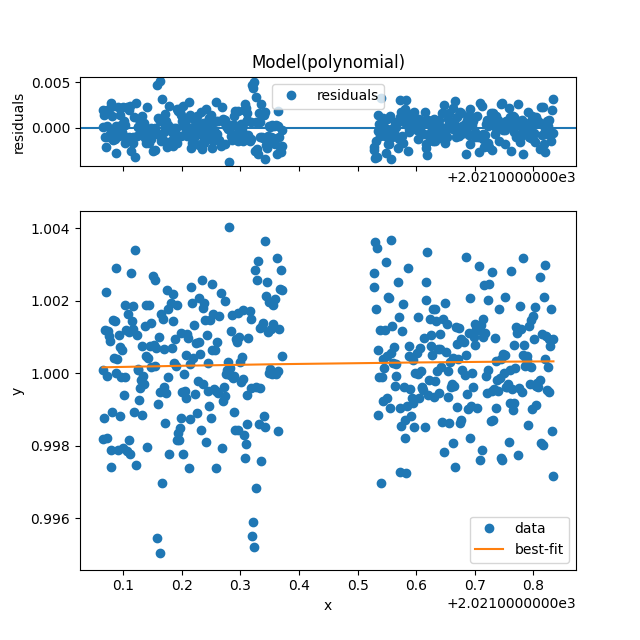 Model(polynomial)
0.005
0.000
residuals
residuals
+2.0210000000e3
1.004
1.002
1.000
0.998
0.996
y
data
best-fit
0.1 0.2 0.3 0.4 0.5 0.6 0.7 0.8
x
+2.0210000000e3